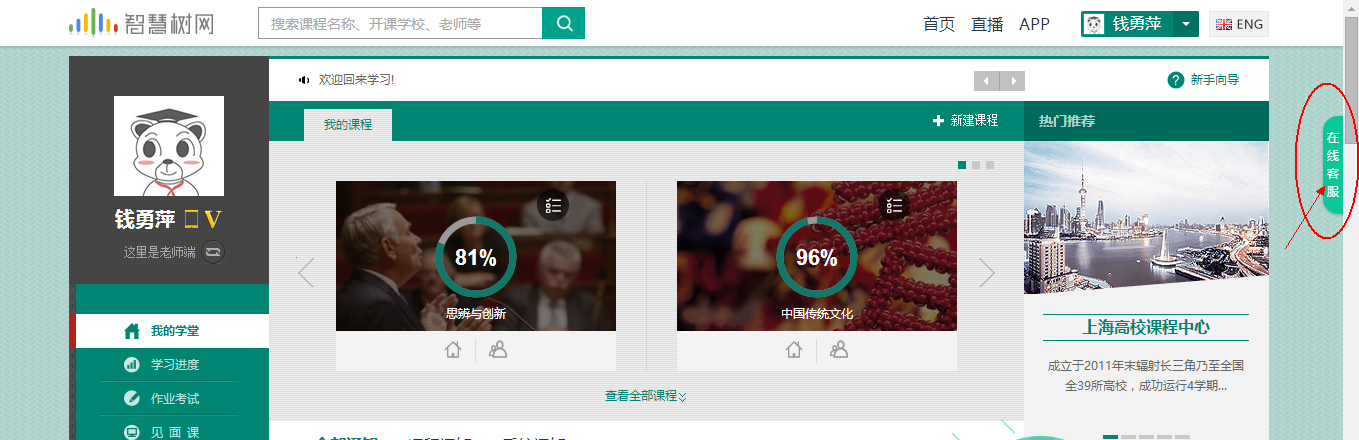 智慧树网
搜索课程名称、开课学校、老师等
首页 直播 APP
钱勇萍
ENG
欢迎回来学习!
? 新手向导
我的课程
新建课程
热门推荐
在线客服
钱勇萍 V
这里是老师端
81%
思辨与创新
96%
中国传统文化
上海高校课程中心
成立于2011年末辐射长三角乃至全国
全39所高校，成功运行4学期...
我的学堂
学习进度
作业考试
见面课
查看全部课程